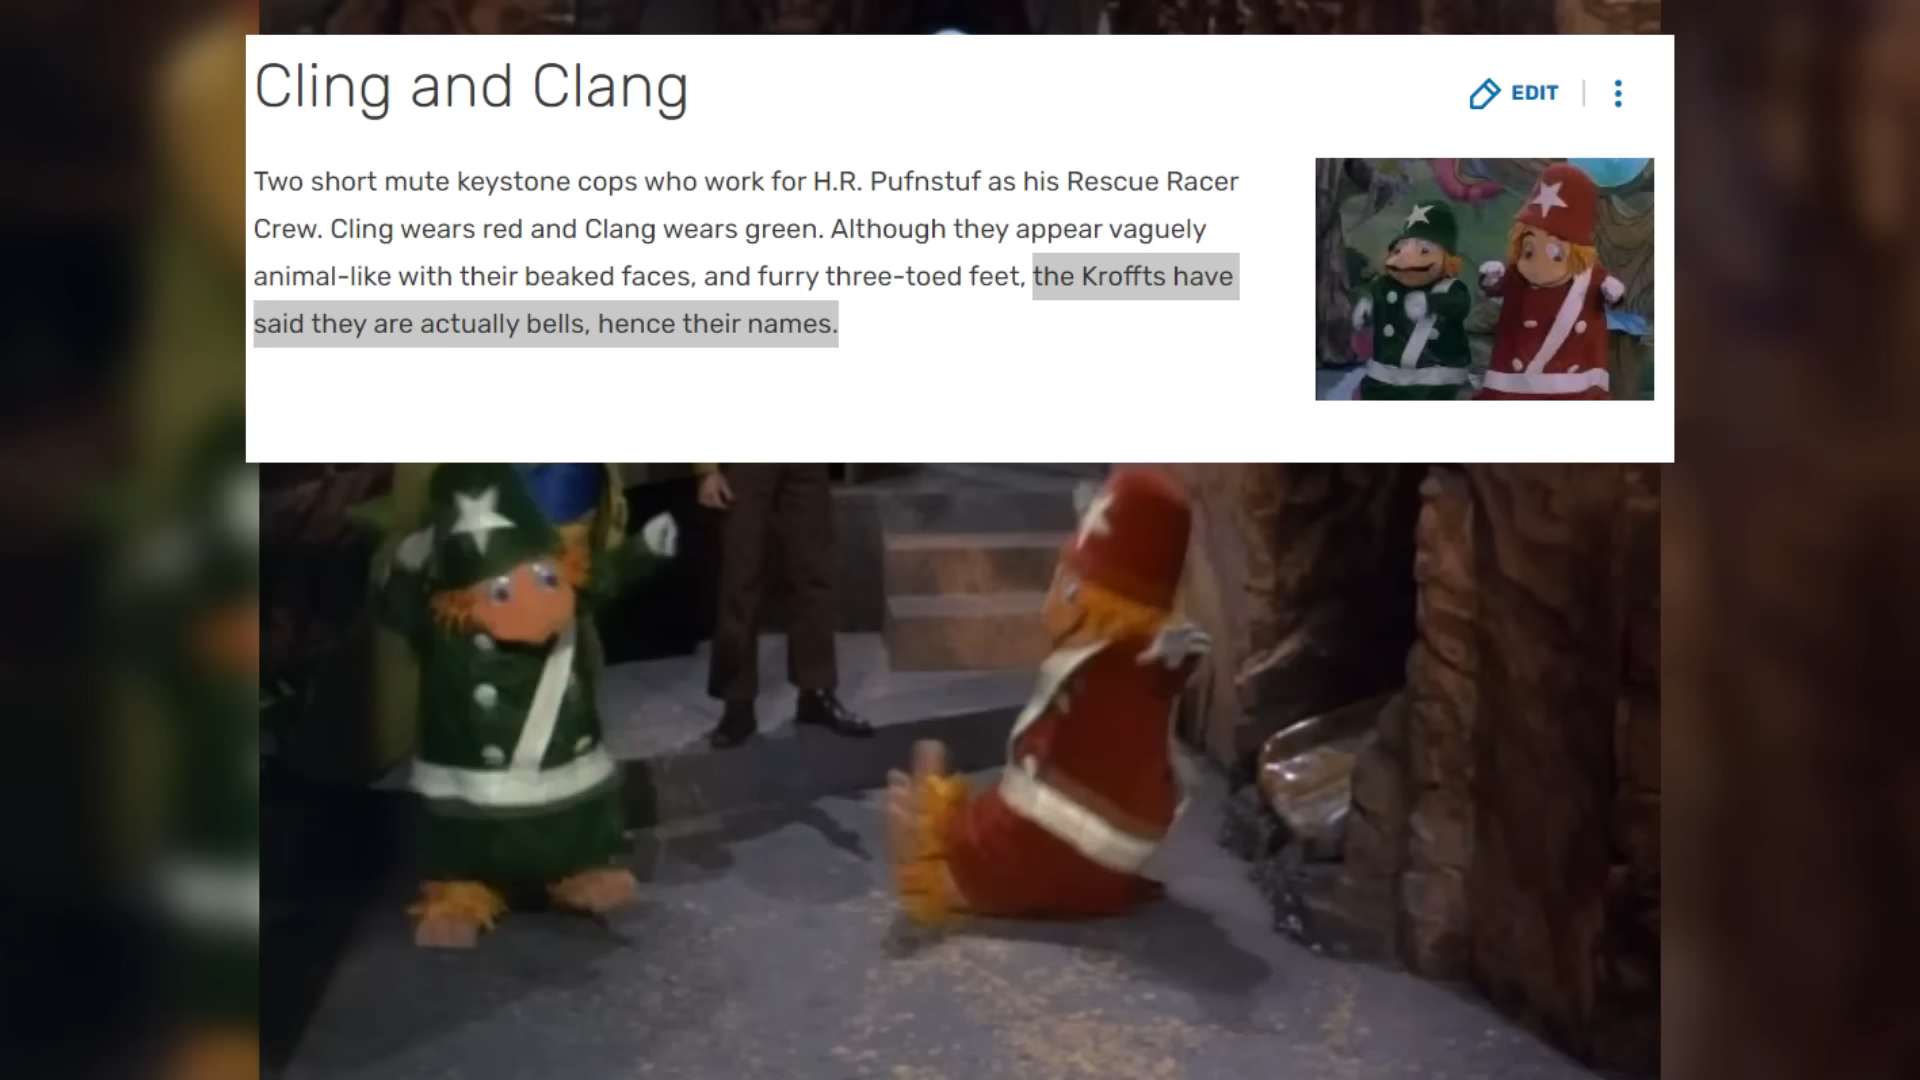 Cling and Clang
EDIT
Two short mute keystone cops who work for H.R. Pufnstuf as his Rescue Racer
Crew. Cling wears red and Clang wears green. Although they appear vaguely
animal-like with their beaked faces, and furry three-toed feet, the Kroffts have
said they are actually bells, hence their names.